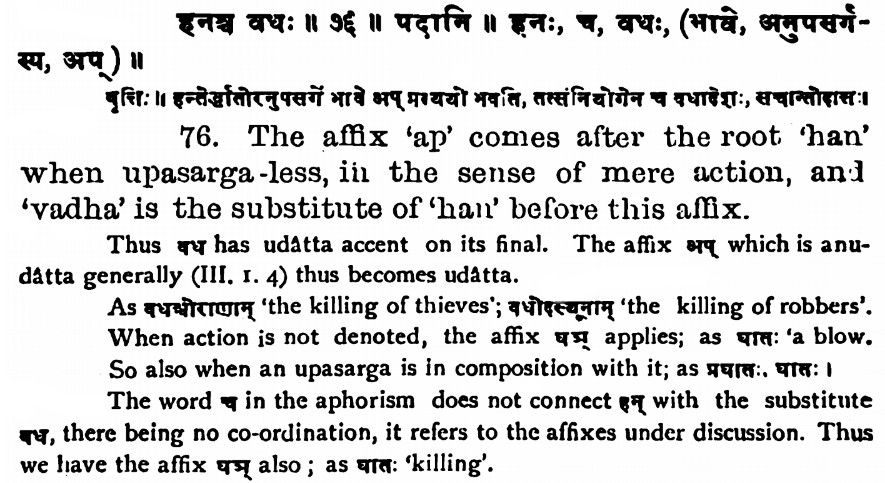 हनश्च वधः ॥ ७६ ॥ पदानि ॥ हनः, च, वधः, (भावे, अनुपसर्ग-
स्य, अप्) ॥
वृत्तिः ॥ हन्तेर्द्धातोरनुपसर्गे भावे अप् प्रत्ययो भवति, तत्संनियोगेन च वधादेशः, सचान्तोदात्तः।
76. The affix 'ap' comes after the root 'han'
when upasarga-less, in the sense of mere action, and
'vadha' is the substitute of 'han' before this affix.
Thus वध has udâtta accent on its final. The affix अप् which is anu-
dâtta generally (III. 1. 4) thus becomes udâtta.
As वधश्चोराणाम् 'the killing of thieves'; वधोदस्यूनाम् 'the killing of robbers'.
When action is not denoted, the affix घञ् applies; as घातः 'a blow.
So also when an upasarga is in composition with it; as प्रघातः. घातः ।
The word च in the aphorism does not connect हन् with the substitute
वध, there being no co-ordination, it refers to the affixes under discussion. Thus
we have the affix घञ् also ; as घातः 'killing'.